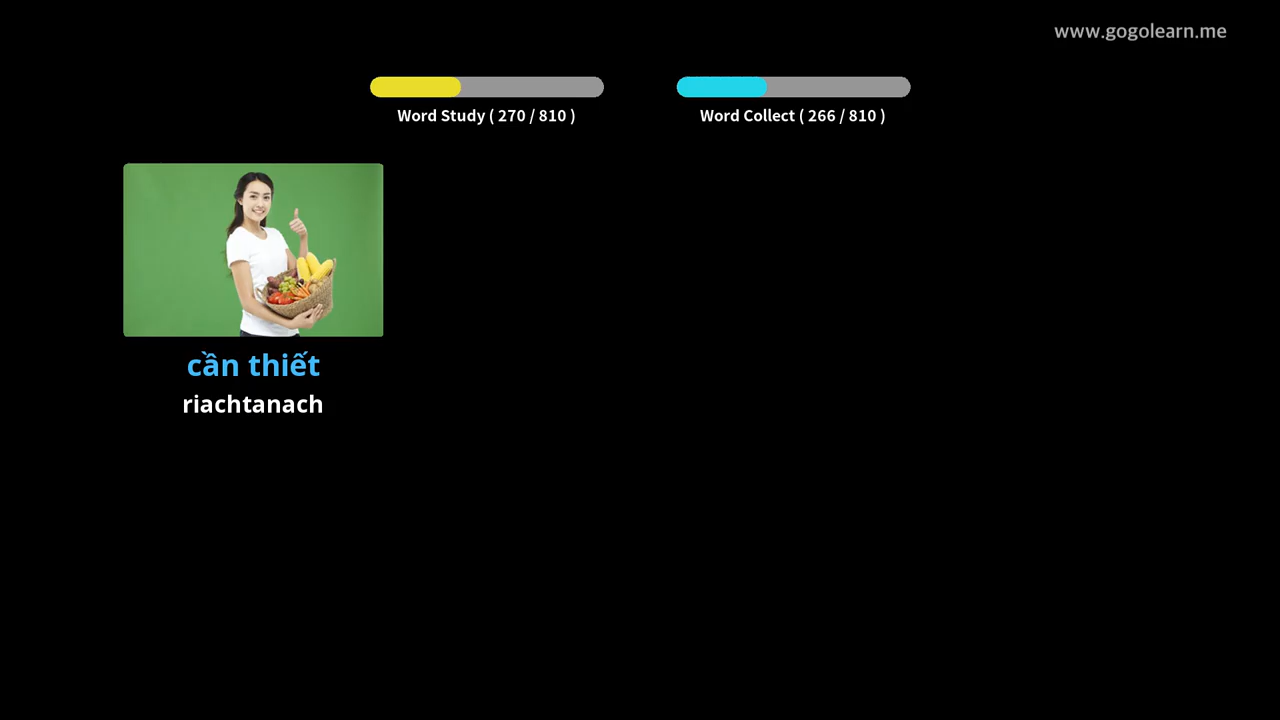 www.gogolearn.me
Word Study ( 270 / 810 )
Word Collect ( 266 / 810 )
cần thiết
riachtanach